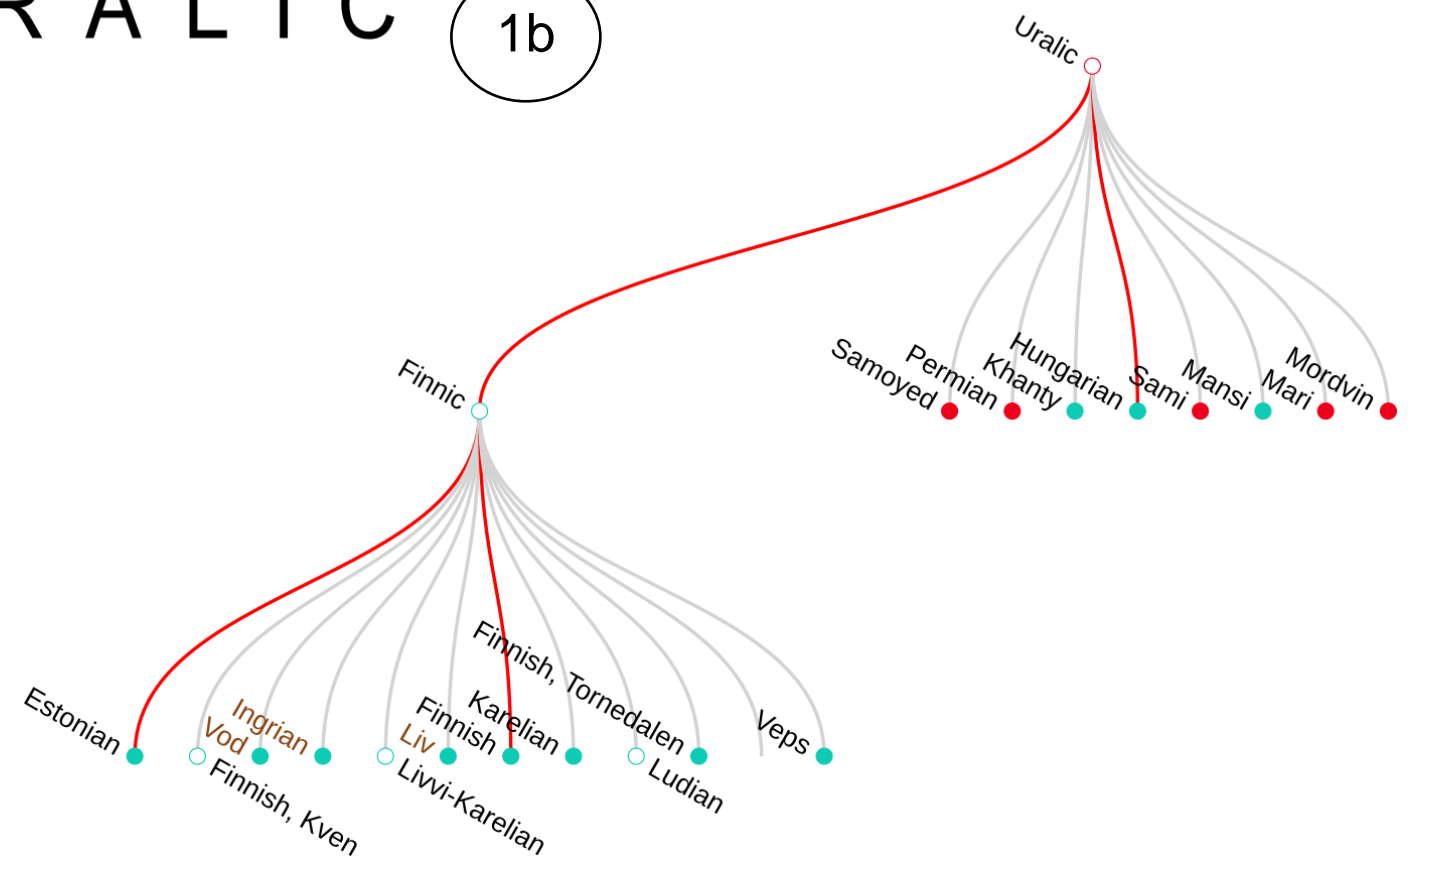 R A L I C
1b
Uralic
Finnic
Samoyed
Permian
Khanty
Hungarian
Sami
Mansi
Mari
Mordvin
Estonian
Finnish, Kven
Vod
Ingrian
Livvi-Karelian
Liv
Finnish
Karelian
Ludian
Finnish, Tornedalen
Veps